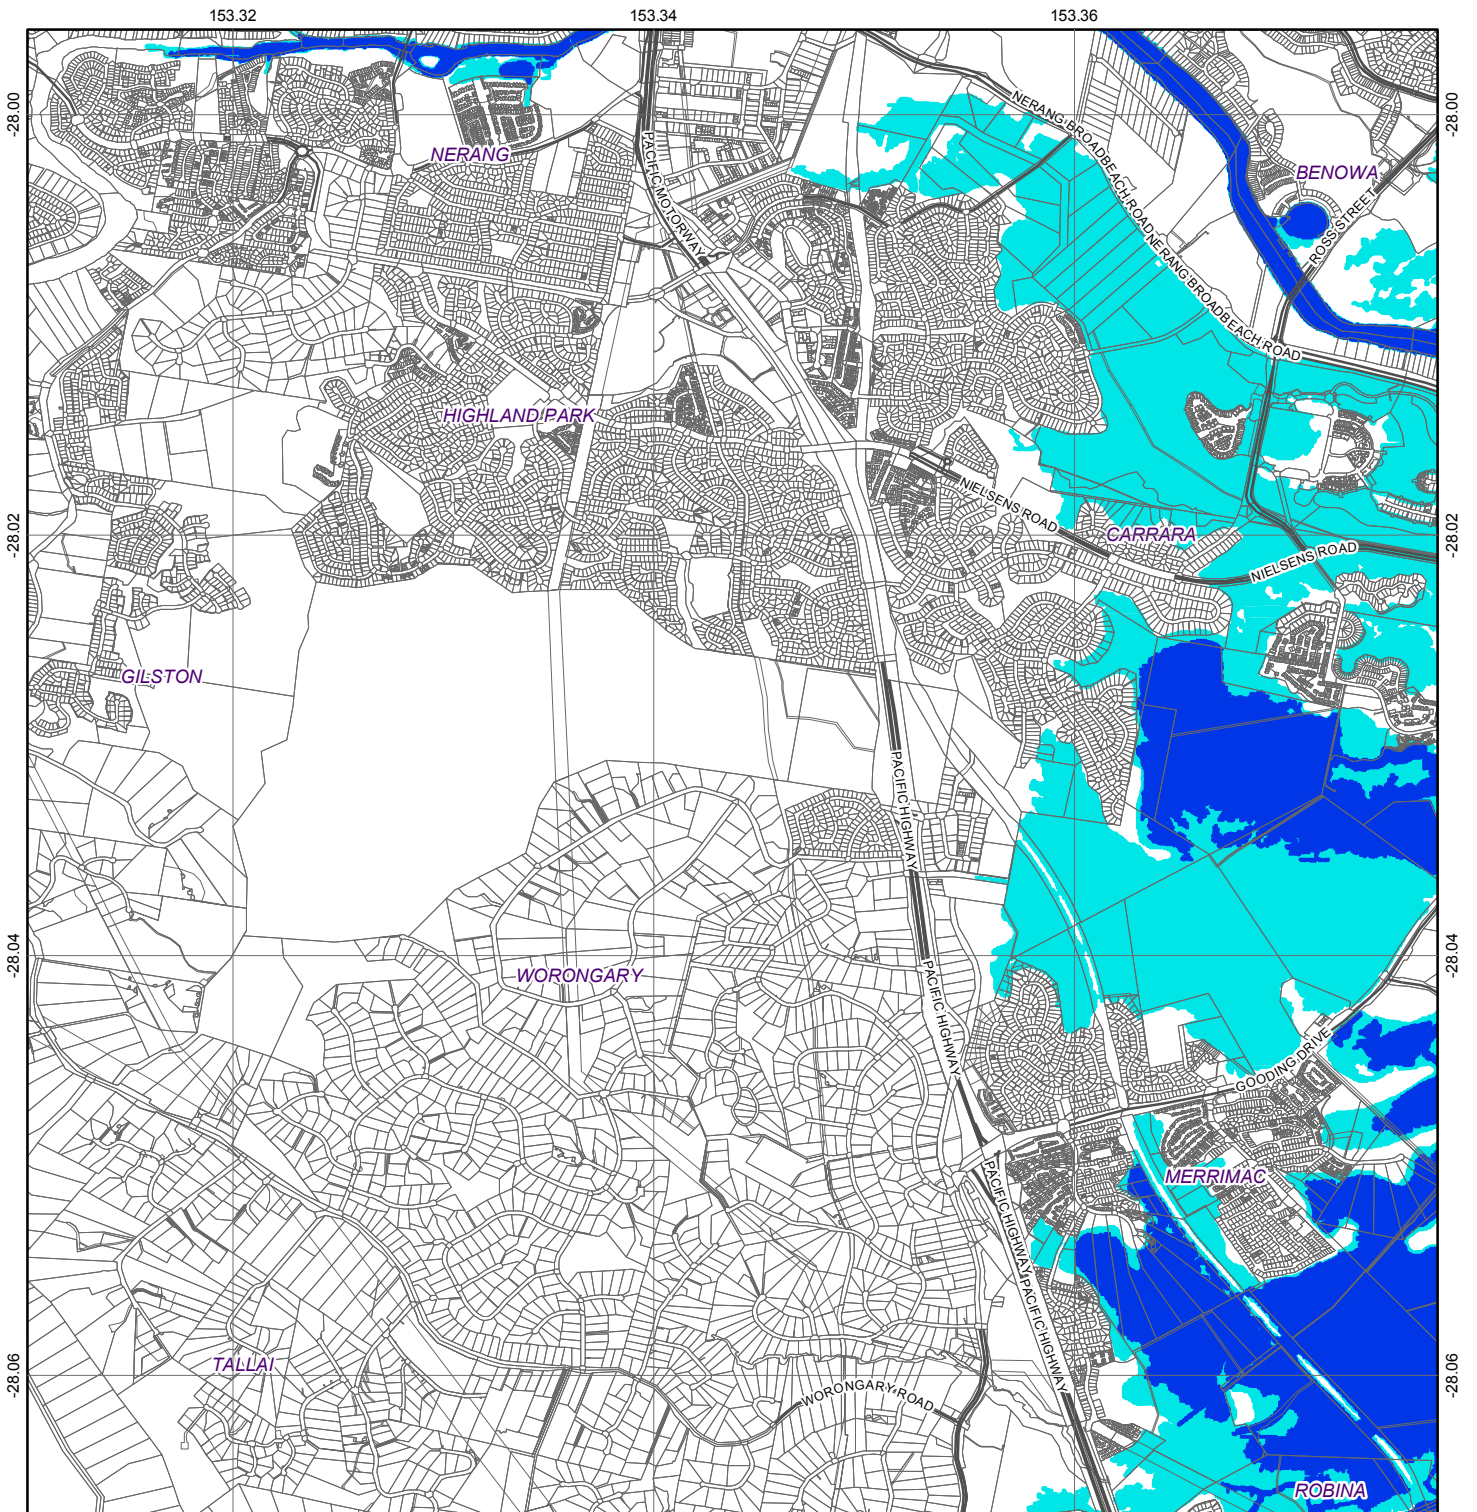 153.32
153.34
153.36
-28.00
-28.00
NERANG BROADBEACH ROAD
NERANG BROADBEACH ROAD
PACIFIC MOTORWAY
NERANG
BENOWA
ROSS STREET
HIGHLAND PARK
NIELSENS ROAD
-28.02
-28.02
CARRARA
NIELSENS ROAD
GILSTON
PACIFIC HIGHWAY
-28.04
-28.04
WORONGARY
PACIFIC HIGHWAY
GOODING DRIVE
MERRIMAC
PACIFIC HIGHWAY
PACIFIC HIGHWAY
TALLAI
-28.06
-28.06
WORONGARY ROAD
ROBINA